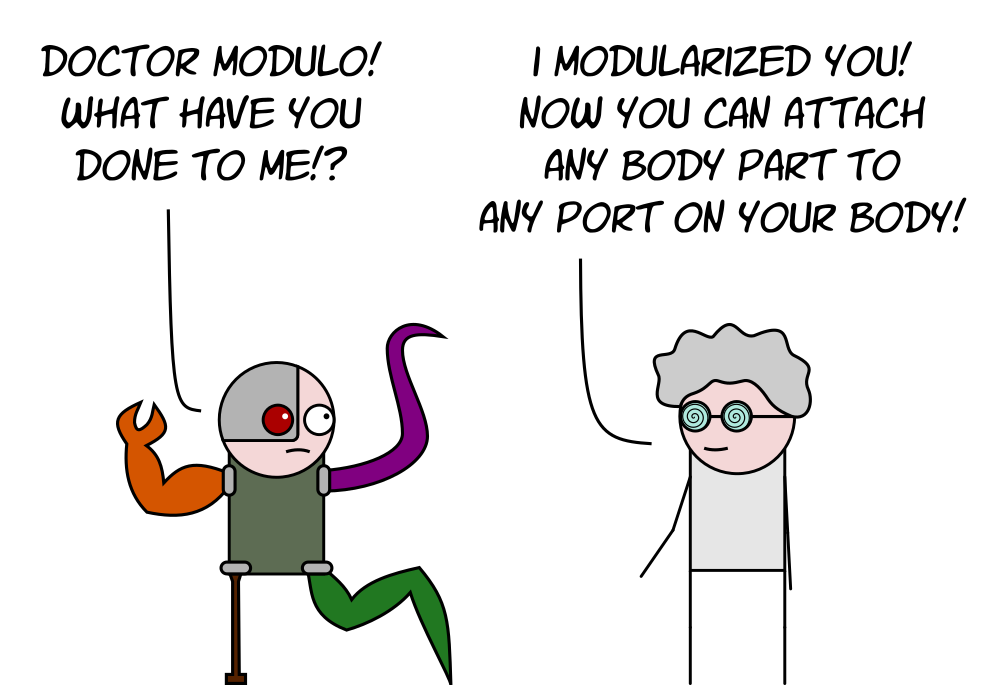 DOCTOR MODULO!
WHAT HAVE YOU
DONE TO ME!?
I MODULARIZED YOU!
NOW YOU CAN ATTACH
ANY BODY PART TO
ANY PORT ON YOUR BODY!